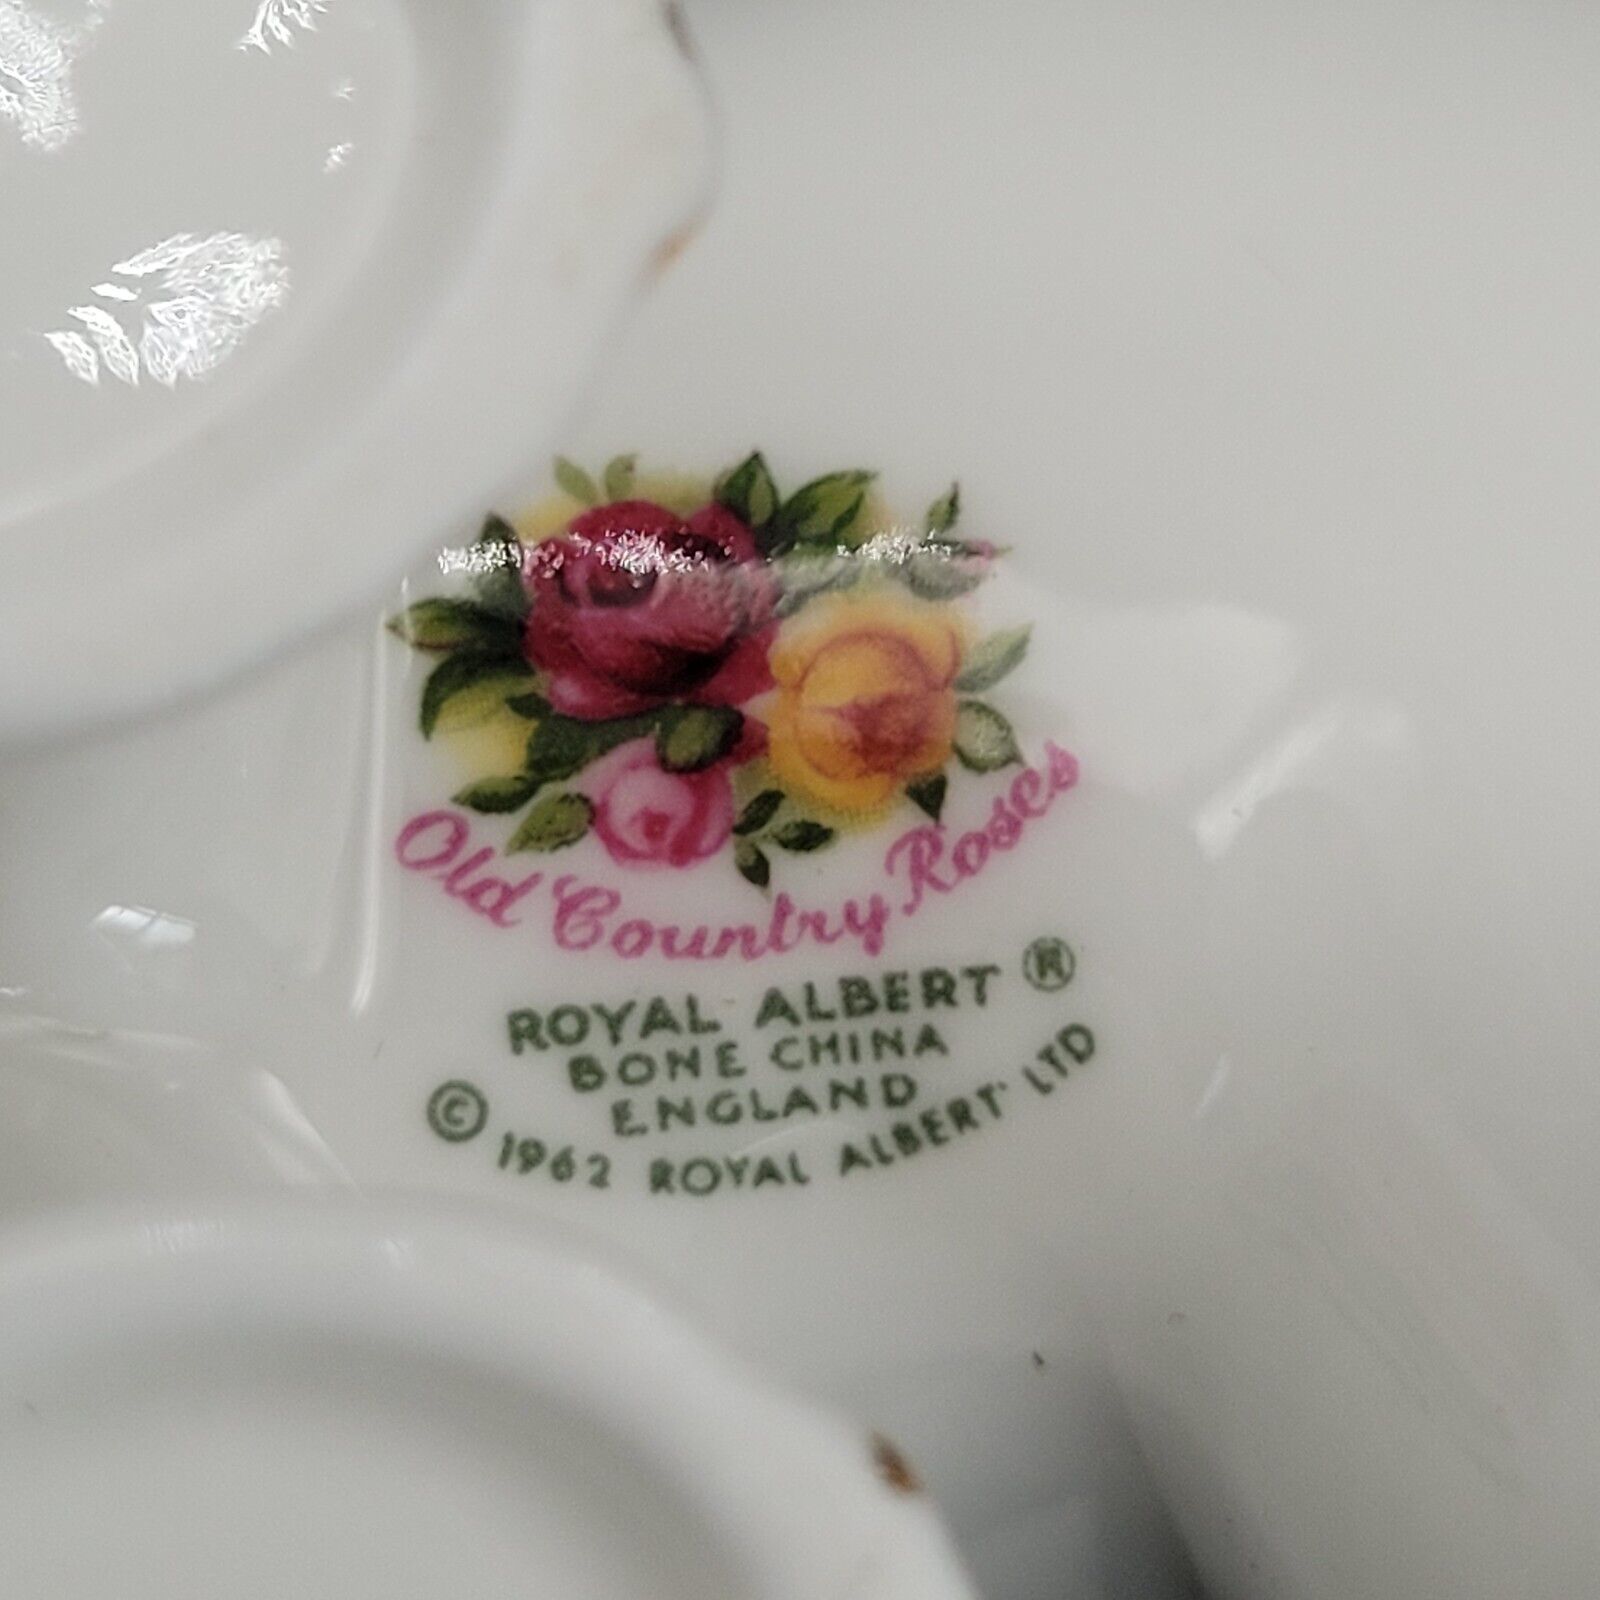 Old Country Roses
ROYAL ALBERT ®
BONE CHINA
ENGLAND
© 1962 ROYAL ALBERT LTD